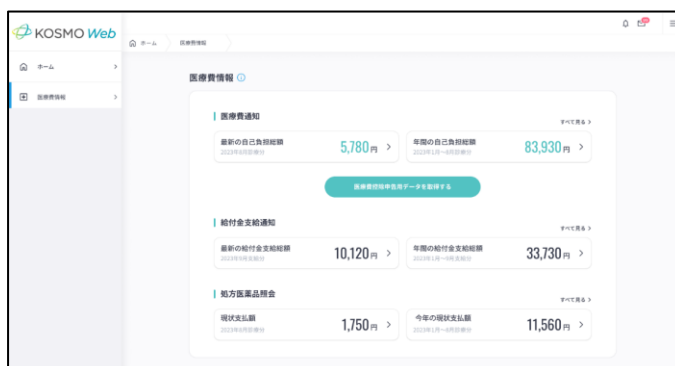 KOSMO Web
ホーム
医療費情報
ホーム
医療費情報
医療費情報
医療費通知
すべて見る
最新の自己負担総額
2023年8月診療分
5,780円
年間の自己負担総額
2023年1月~8月診療分
83,930円
医療費控除申告用データを取得する
給付金支給通知
すべて見る
最新の給付金支給総額
2023年9月支給分
10,120円
年間の給付金支給総額
2023年1月~9月支給分
33,730円
処方医薬品照会
すべて見る
現状支払額
2023年8月診療分
1,750円
今年の現状支払額
2023年1月~8月診療分
11,560円